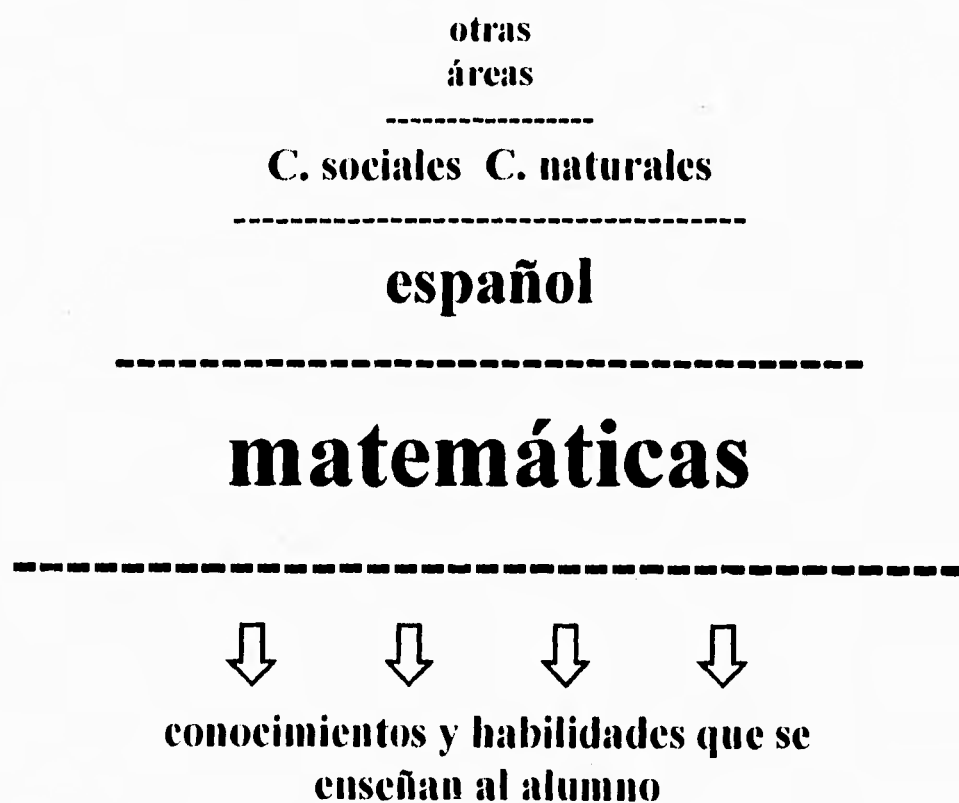 otras
áreas
C. sociales C. naturales
español
matemáticas
conocimientos y habilidades que se
enseñan al alumno